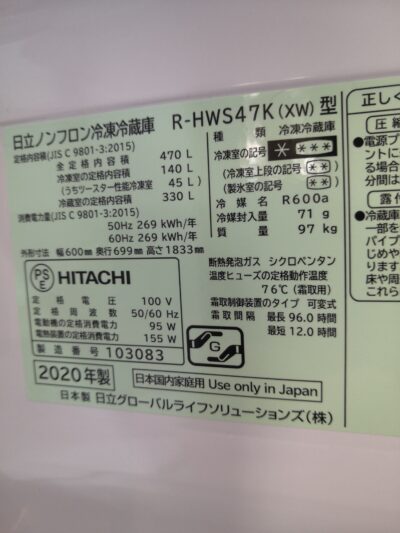 日立ノンフロン冷凍冷蔵庫 R-HWS47K(XW)型
定格内容積(JIS C 9801-3:2015)
全定格内容積 470 L
冷凍室の定格内容積 140 L
(うちツースター性能冷凍室 45 L)
冷蔵室の定格内容積 330 L
消費電力量(JIS C 9801-3:2015)
50Hz 269 kWh/年
60Hz 269 kWh/年
外形寸法 幅600mm 奥行699mm 高さ1833mm
種類 冷凍冷蔵庫
冷凍室の記号 * ***
(冷凍室上段の記号 **)
(製氷室の記号 **)
冷媒 R600a
冷媒封入量 71 g
質量 97 kg
PSE HITACHI
定格電圧 100 V
定格周波数 50/60 Hz
電動機の定格消費電力 95 W
電熱装置の定格消費電力 155 W
製造番号 103083
断熱発泡ガス シクロペンタン
温度ヒューズの定格動作温度
76℃(霜取用)
霜取制御装置のタイプ 可変式
霜取間隔 最長 96.0 時間
最短 12.0 時間
G
2020年製
日本国内家庭用 Use only in Japan
日本製 日立グローバルライフソリューションズ(株)
正しく
圧縮
●電源プ
ントに
る場合
分間は
露付
●冷蔵庫
一部を
パイプ
じめや
ります
床や周
これら